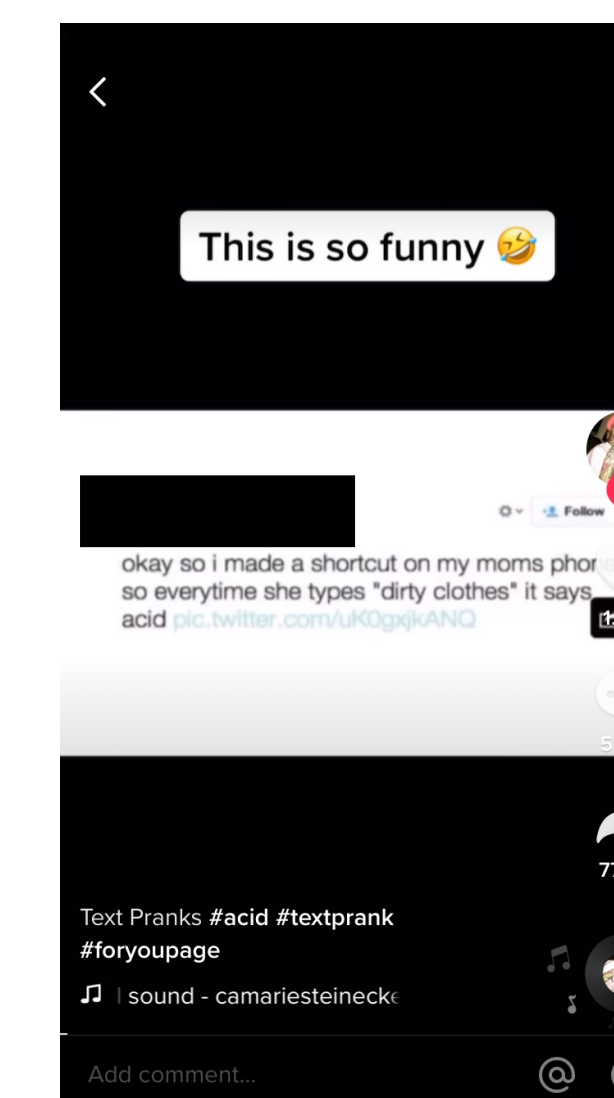 This is so funny 🤣
Follow
okay so i made a shortcut on my moms phone
so everytime she types "dirty clothes" it says
acid pic.twitter.com/uK0gxjkANQ
Text Pranks #acid #textprank
#foryoupage
sound - camariesteinecke
Add comment...